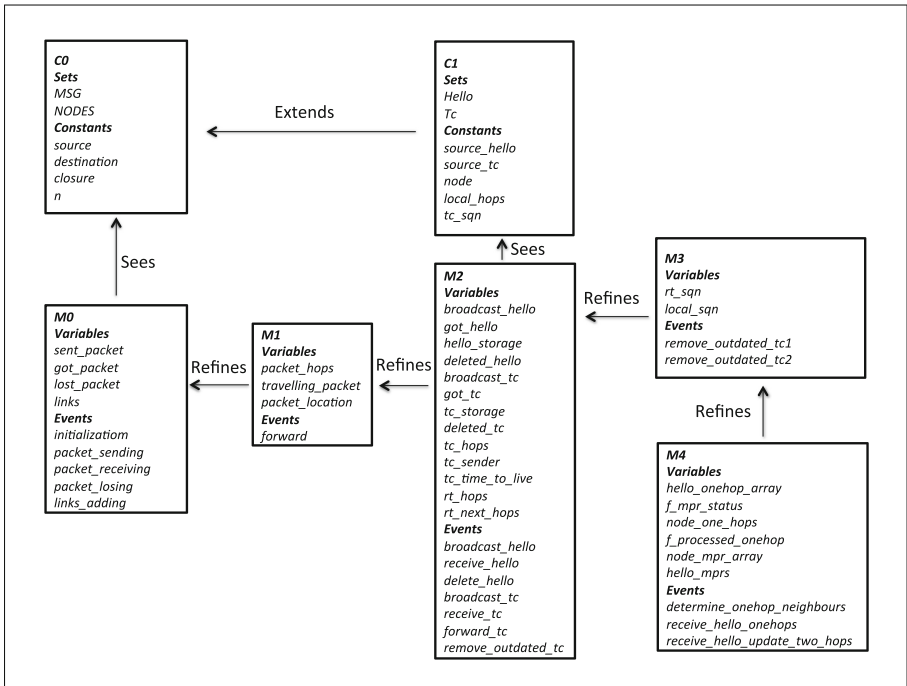 C0
Sets
MSG
NODES
Constants
source
destination
closure
n
Extends
C1
Sets
Hello
Tc
Constants
source_hello
source_tc
node
local_hops
tc_sqn
Sees
Sees
M0
Variables
sent_packet
got_packet
lost_packet
links
Events
initializatiom
packet_sending
packet_receiving
packet_losing
links_adding
Refines
M1
Variables
packet_hops
travelling_packet
packet_location
Events
forward
Refines
M2
Variables
broadcast_hello
got_hello
hello_storage
deleted_hello
broadcast_tc
got_tc
tc_storage
deleted_tc
tc_hops
tc_sender
tc_time_to_live
rt_hops
rt_next_hops
Events
broadcast_hello
receive_hello
delete_hello
broadcast_tc
receive_tc
forward_tc
remove_outdated_tc
Refines
M3
Variables
rt_sqn
local_sqn
Events
remove_outdated_tc1
remove_outdated_tc2
Refines
M4
Variables
hello_onehop_array
f_mpr_status
node_one_hops
f_processed_onehop
node_mpr_array
hello_mprs
Events
determine_onehop_neighbours
receive_hello_onehops
receive_hello_update_two_hops